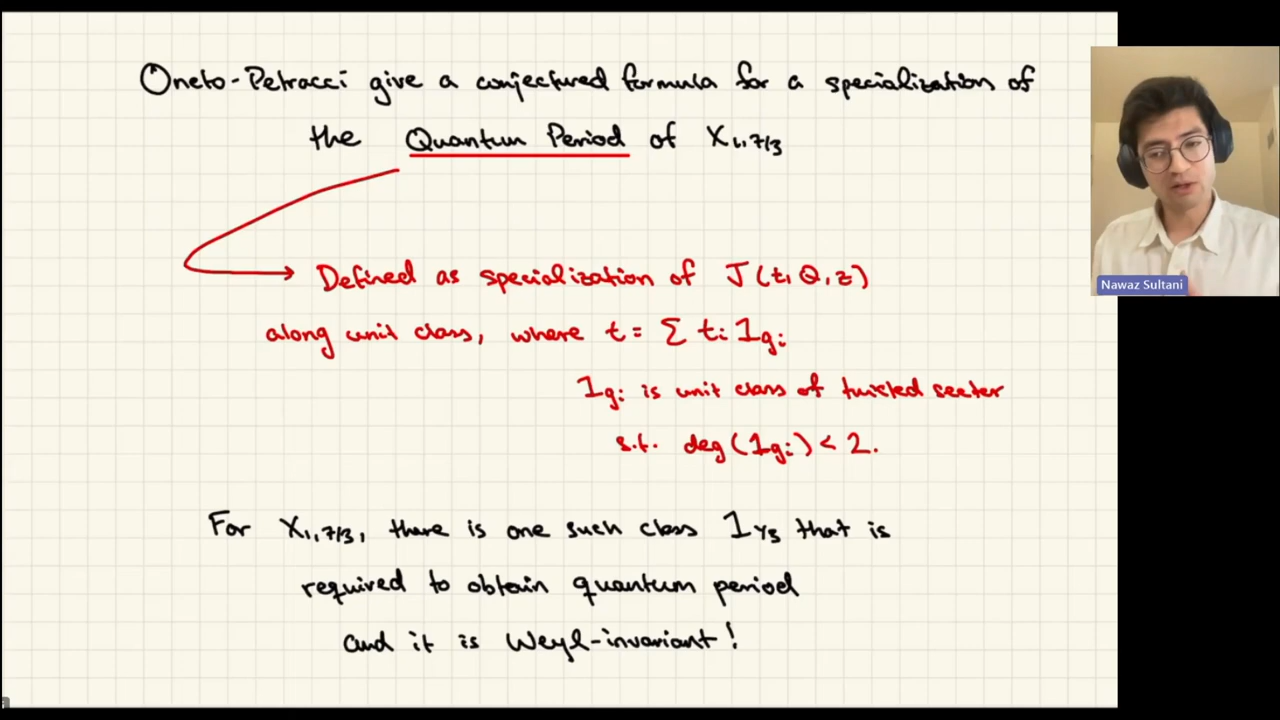 Oneto-Petracci give a conjectured formula for a specialization of
the Quantum Period of X₁,₇/₃
Defined as specialization of J(t, Q, z)
along unit class, where t = Σ tᵢ 1gᵢ
1gᵢ is unit class of twisted sector
s.t. deg(1gᵢ) < 2.
For X₁,₇/₃, there is one such class 1₁/₃ that is
required to obtain quantum period
and it is Weyl-invariant!
Nawaz Sultani